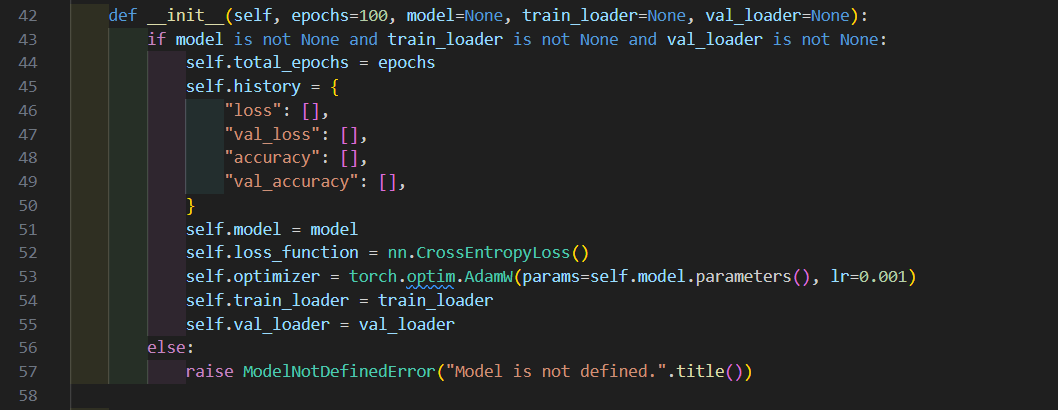 42 def __init__(self, epochs=100, model=None, train_loader=None, val_loader=None):
43 if model is not None and train_loader is not None and val_loader is not None:
44 self.total_epochs = epochs
45 self.history = {
46 "loss": [],
47 "val_loss": [],
48 "accuracy": [],
49 "val_accuracy": [],
50 }
51 self.model = model
52 self.loss_function = nn.CrossEntropyLoss()
53 self.optimizer = torch.optim.AdamW(params=self.model.parameters(), lr=0.001)
54 self.train_loader = train_loader
55 self.val_loader = val_loader
56 else:
57 raise ModelNotDefinedError("Model is not defined.".title())
58